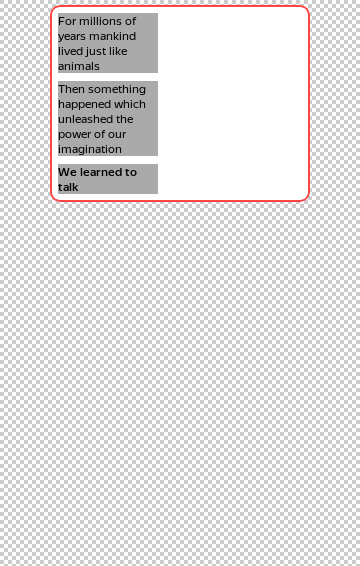 For millions of
years mankind
lived just like
animals
Then something
happened which
unleashed the
power of our
imagination
We learned to
talk